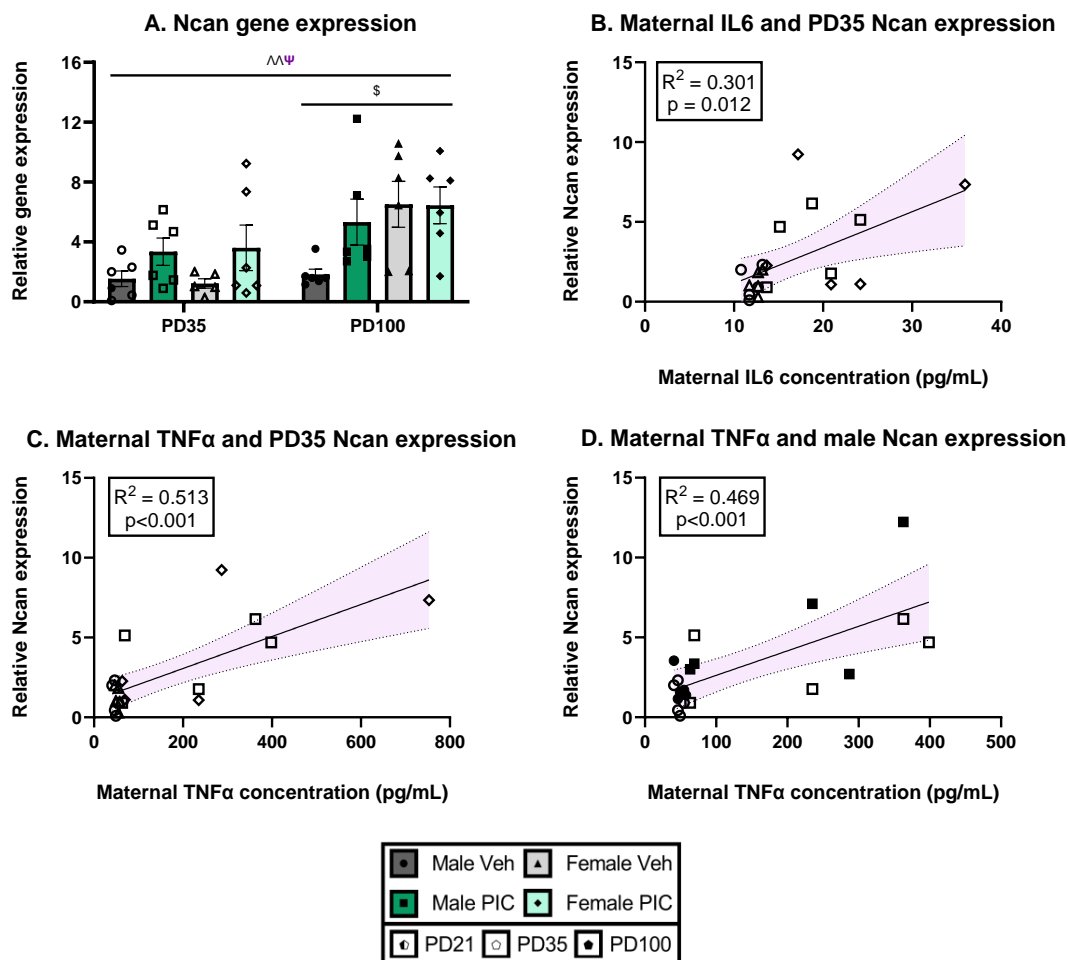 A. Ncan gene expression
Relative gene expression
16
12
8
4
0
ΛΛΨ
$
PD35 PD100
B. Maternal IL6 and PD35 Ncan expression
Relative Ncan expression
15
10
5
0
R² = 0.301
p = 0.012
0 10 20 30 40
Maternal IL6 concentration (pg/mL)
C. Maternal TNFα and PD35 Ncan expression
Relative Ncan expression
15
10
5
0
R² = 0.513
p<0.001
0 200 400 600 800
Maternal TNFα concentration (pg/mL)
D. Maternal TNFα and male Ncan expression
Relative Ncan expression
15
10
5
0
R² = 0.469
p<0.001
0 100 200 300 400 500
Maternal TNFα concentration (pg/mL)
Male Veh Female Veh
Male PIC Female PIC
PD21 PD35 PD100